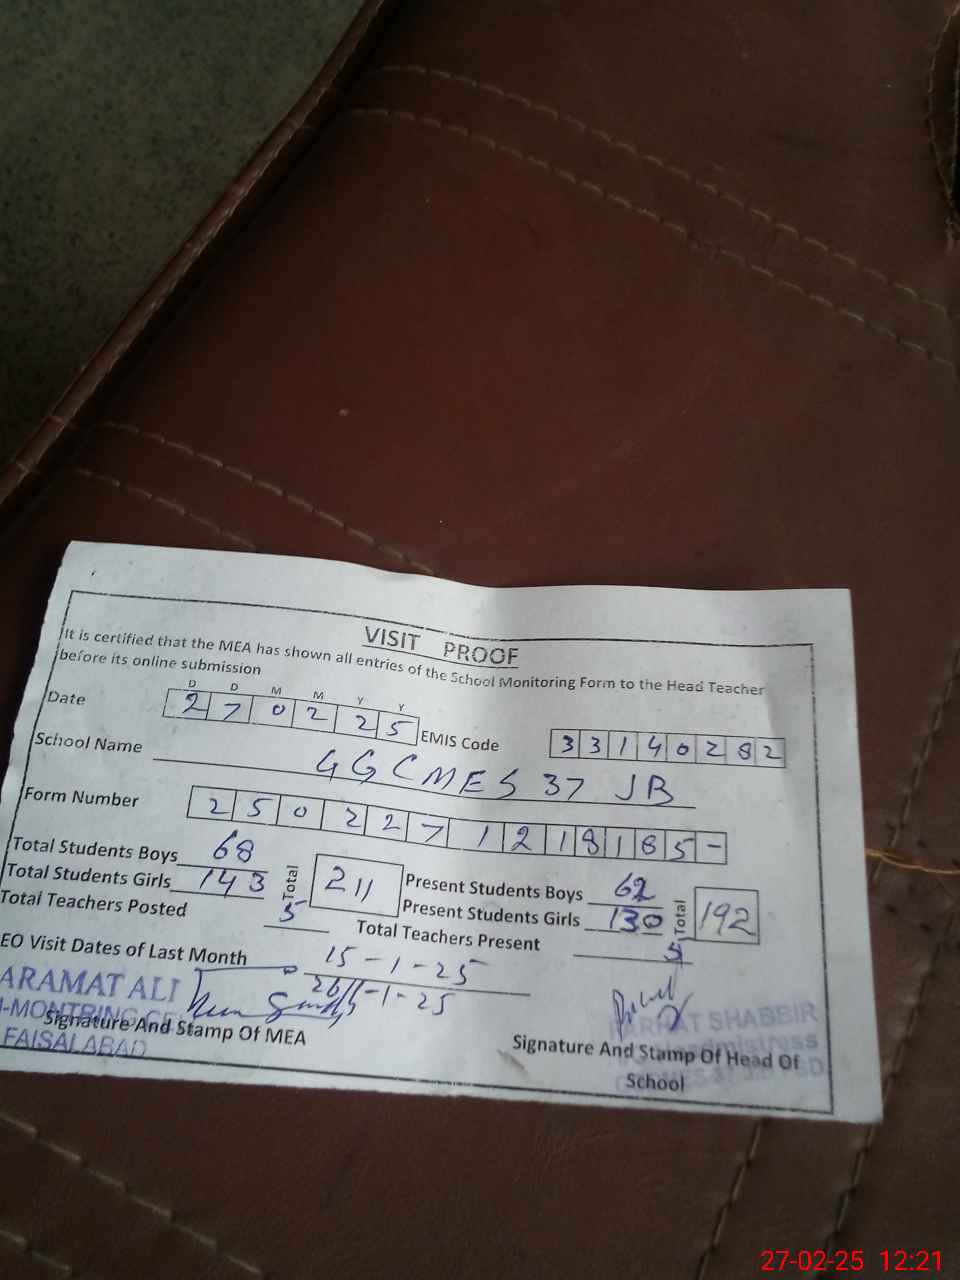 VISIT PROOF
It is certified that the MEA has shown all entries of the School Monitoring Form to the Head Teacher
before its online submission
D D M M Y Y
Date 2 7 0 2 2 5 EMIS Code 3 3 1 4 0 2 8 2
School Name GGCMES 37 JB
Form Number 2 5 0 2 2 7 1 2 1 8 1 8 5 -
Total Students Boys 68 Total 211 Present Students Boys 62 Total 192
Total Students Girls 143 Present Students Girls 130
Total Teachers Posted 5 Total Teachers Present 5
EO Visit Dates of Last Month 15-1-25
26-1-25
ARAMAT ALI
Signature And Stamp Of MEA
FAISALABAD
FARHAT SHABBIR
Headmistress
Signature And Stamp Of Head Of
School
27-02-25 12:21